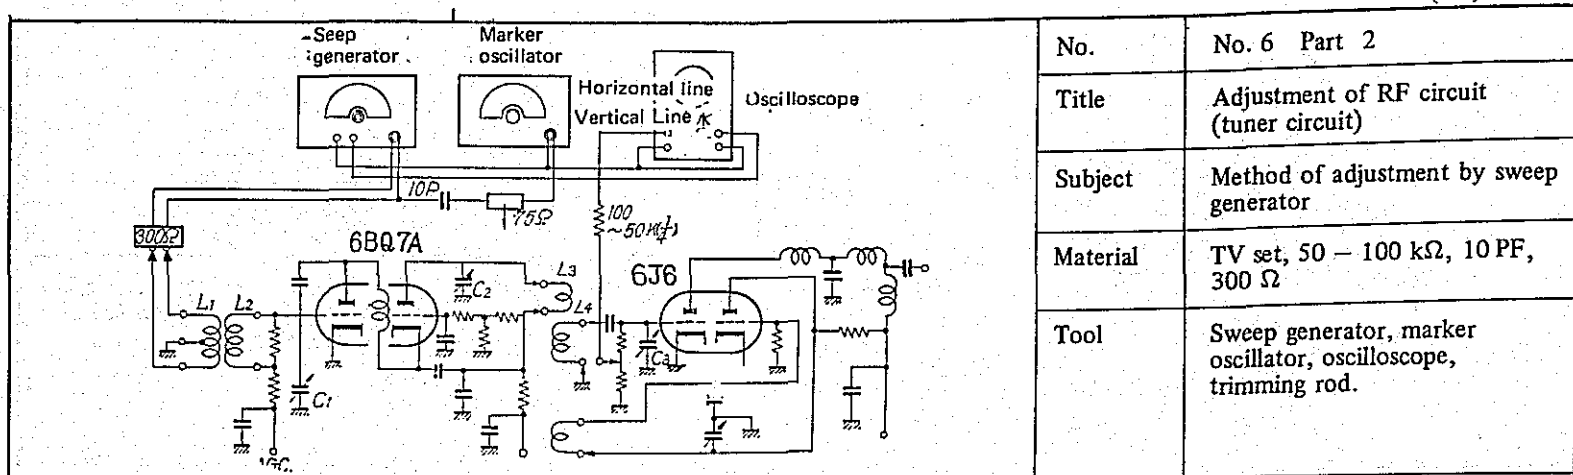 Seep
generator
Marker
oscillator
Horizontal line
Vertical Line
Oscilloscope
10P
75Ω
300Ω
100
~50K(¼)
6BQ7A
6J6
L1
L2
L3
L4
C1
C2
C3
No.
No. 6 Part 2
Title
Adjustment of RF circuit
(tuner circuit)
Subject
Method of adjustment by sweep
generator
Material
TV set, 50 – 100 kΩ, 10 PF,
300 Ω
Tool
Sweep generator, marker
oscillator, oscilloscope,
trimming rod.